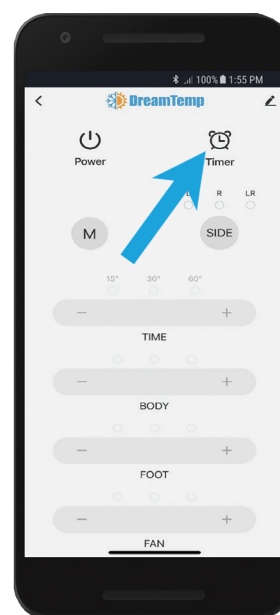 100% 1:55 PM
DreamTemp
Power
Timer
R LR
M
SIDE
15" 30" 60"
TIME
BODY
FOOT
FAN